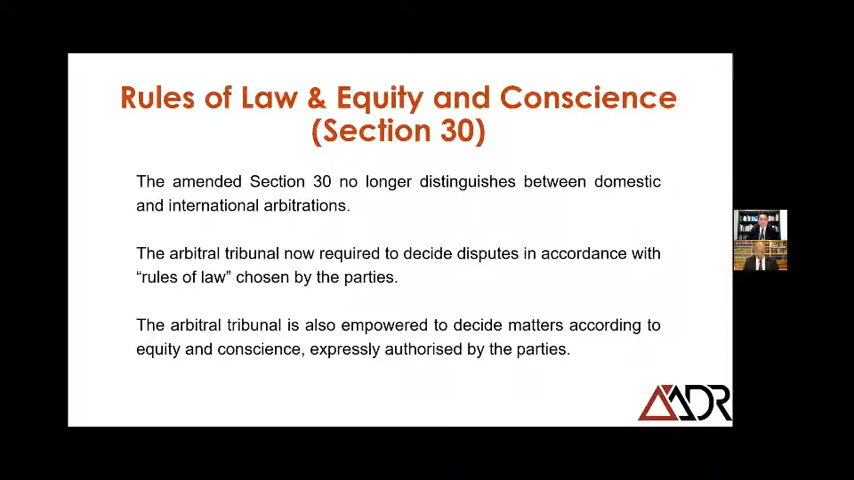 Rules of Law & Equity and Conscience
(Section 30)
The amended Section 30 no longer distinguishes between domestic
and international arbitrations.
The arbitral tribunal now required to decide disputes in accordance with
“rules of law” chosen by the parties.
The arbitral tribunal is also empowered to decide matters according to
equity and conscience, expressly authorised by the parties.
AADR